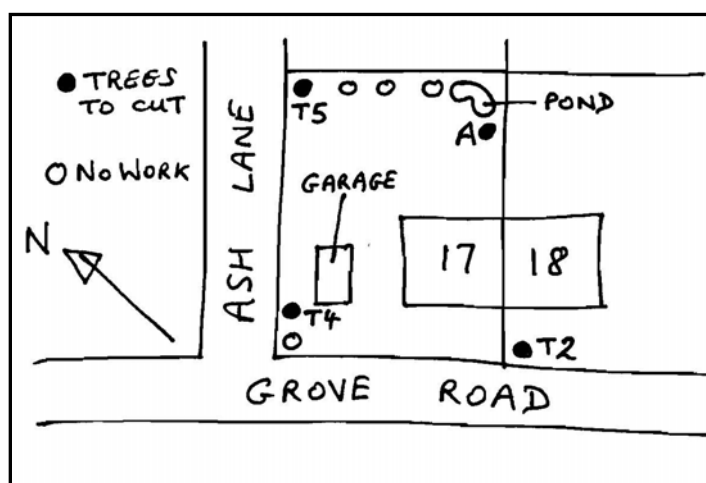 TREES
TO CUT
NO WORK
N
ASH LANE
T5
POND
A
GARAGE
17
18
T4
T2
GROVE ROAD